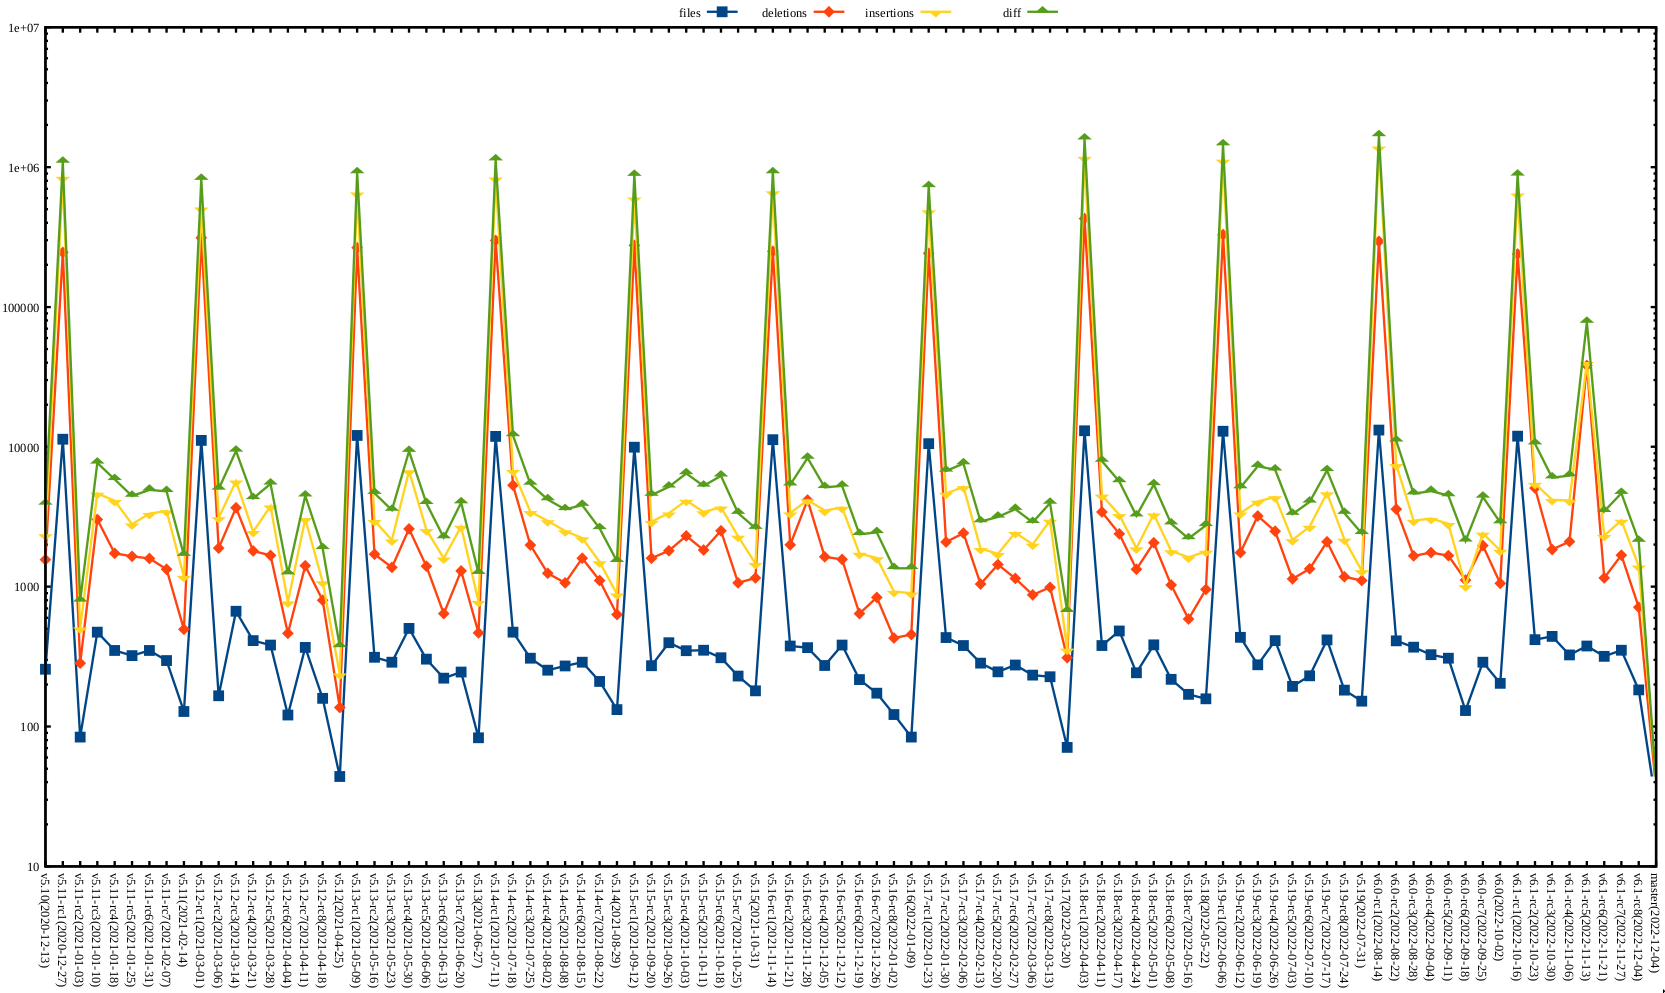 files deletions insertions diff
1e+07
1e+06
100000
10000
1000
100
10
v5.10(2020-12-13)
v5.11-rc1(2020-12-27)
v5.11-rc2(2021-01-03)
v5.11-rc3(2021-01-10)
v5.11-rc4(2021-01-18)
v5.11-rc5(2021-01-25)
v5.11-rc6(2021-01-31)
v5.11-rc7(2021-02-07)
v5.11(2021-02-14)
v5.12-rc1(2021-03-01)
v5.12-rc2(2021-03-06)
v5.12-rc3(2021-03-14)
v5.12-rc4(2021-03-21)
v5.12-rc5(2021-03-28)
v5.12-rc6(2021-04-04)
v5.12-rc7(2021-04-11)
v5.12-rc8(2021-04-18)
v5.12(2021-04-25)
v5.13-rc1(2021-05-09)
v5.13-rc2(2021-05-16)
v5.13-rc3(2021-05-23)
v5.13-rc4(2021-05-30)
v5.13-rc5(2021-06-06)
v5.13-rc6(2021-06-13)
v5.13-rc7(2021-06-20)
v5.13(2021-06-27)
v5.14-rc1(2021-07-11)
v5.14-rc2(2021-07-18)
v5.14-rc3(2021-07-25)
v5.14-rc4(2021-08-02)
v5.14-rc5(2021-08-08)
v5.14-rc6(2021-08-15)
v5.14-rc7(2021-08-22)
v5.14(2021-08-29)
v5.15-rc1(2021-09-12)
v5.15-rc2(2021-09-20)
v5.15-rc3(2021-09-26)
v5.15-rc4(2021-10-03)
v5.15-rc5(2021-10-11)
v5.15-rc6(2021-10-18)
v5.15-rc7(2021-10-25)
v5.15(2021-10-31)
v5.16-rc1(2021-11-14)
v5.16-rc2(2021-11-21)
v5.16-rc3(2021-11-28)
v5.16-rc4(2021-12-05)
v5.16-rc5(2021-12-12)
v5.16-rc6(2021-12-19)
v5.16-rc7(2021-12-26)
v5.16-rc8(2022-01-02)
v5.16(2022-01-09)
v5.17-rc1(2022-01-23)
v5.17-rc2(2022-01-30)
v5.17-rc3(2022-02-06)
v5.17-rc4(2022-02-13)
v5.17-rc5(2022-02-20)
v5.17-rc6(2022-02-27)
v5.17-rc7(2022-03-06)
v5.17-rc8(2022-03-13)
v5.17(2022-03-20)
v5.18-rc1(2022-04-03)
v5.18-rc2(2022-04-11)
v5.18-rc3(2022-04-17)
v5.18-rc4(2022-04-24)
v5.18-rc5(2022-05-01)
v5.18-rc6(2022-05-08)
v5.18-rc7(2022-05-16)
v5.18(2022-05-22)
v5.19-rc1(2022-06-06)
v5.19-rc2(2022-06-12)
v5.19-rc3(2022-06-19)
v5.19-rc4(2022-06-26)
v5.19-rc5(2022-07-03)
v5.19-rc6(2022-07-10)
v5.19-rc7(2022-07-17)
v5.19-rc8(2022-07-24)
v5.19(2022-07-31)
v6.0-rc1(2022-08-14)
v6.0-rc2(2022-08-22)
v6.0-rc3(2022-08-28)
v6.0-rc4(2022-09-04)
v6.0-rc5(2022-09-11)
v6.0-rc6(2022-09-18)
v6.0-rc7(2022-09-25)
v6.0(2022-10-02)
v6.1-rc1(2022-10-16)
v6.1-rc2(2022-10-23)
v6.1-rc3(2022-10-30)
v6.1-rc4(2022-11-06)
v6.1-rc5(2022-11-13)
v6.1-rc6(2022-11-21)
v6.1-rc7(2022-11-27)
v6.1-rc8(2022-12-04)
master(2022-12-04)